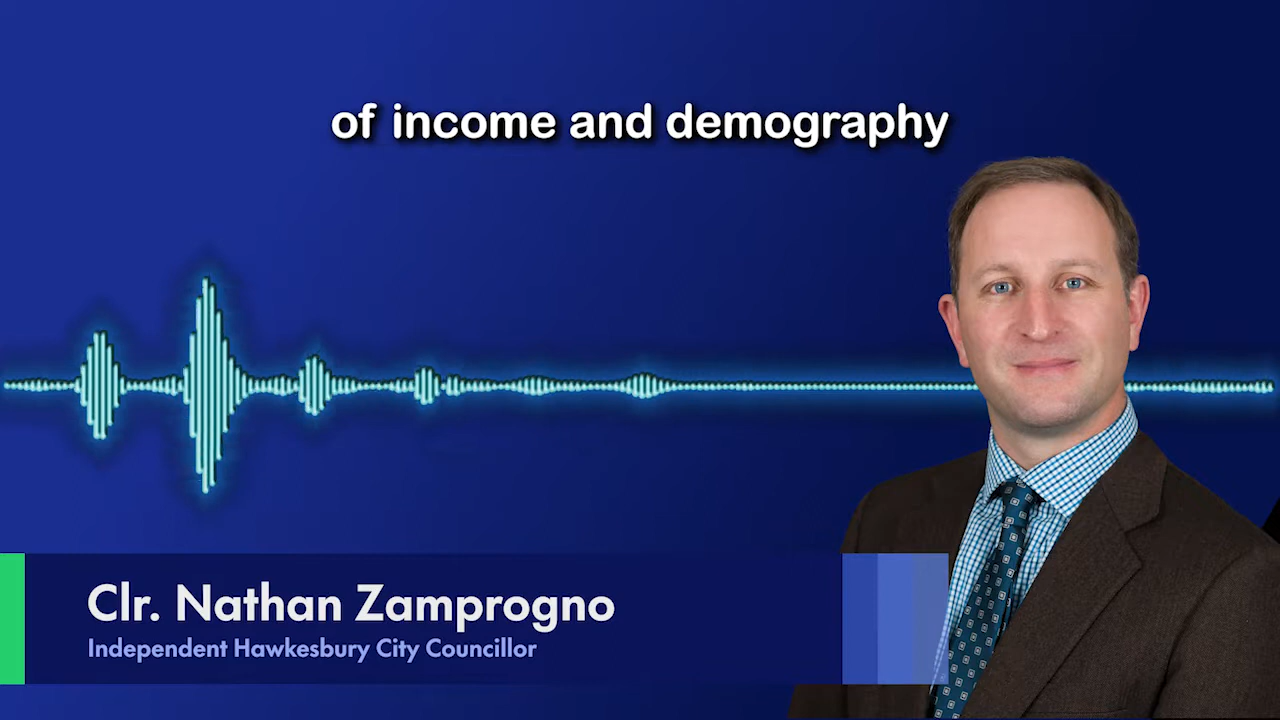 of income and demography
Clr. Nathan Zamprogno
Independent Hawkesbury City Councillor